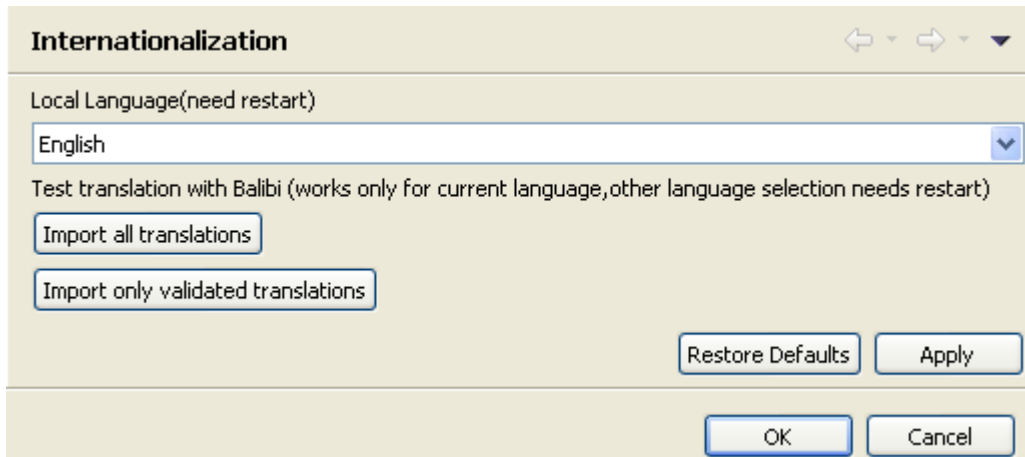 Internationalization
Local Language(need restart)
English
Test translation with Balibi (works only for current language,other language selection needs restart)
Import all translations
Import only validated translations
Restore Defaults Apply
OK Cancel